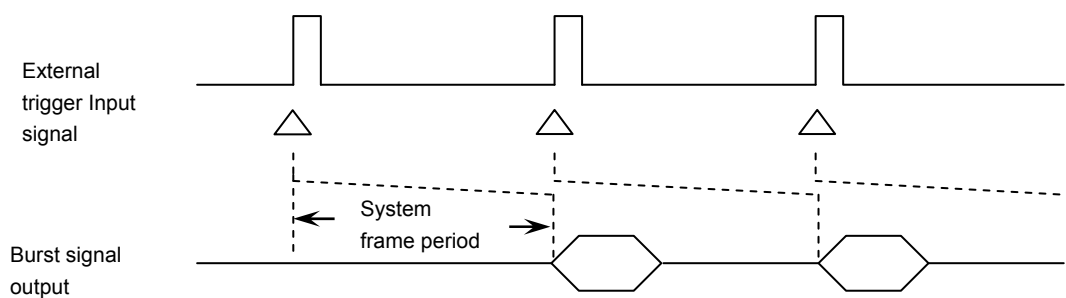 External
trigger Input
signal
System
frame period
Burst signal
output